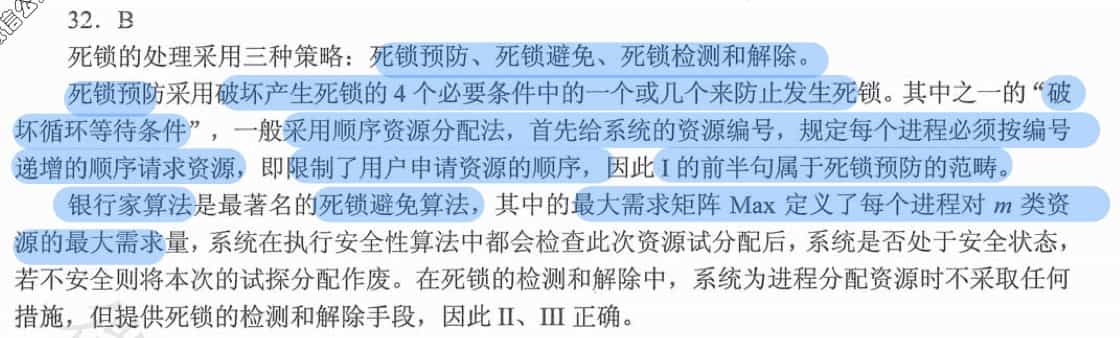 32. B
死锁的处理采用三种策略：死锁预防、死锁避免、死锁检测和解除。
死锁预防采用破坏产生死锁的 4 个必要条件中的一个或几个来防止发生死锁。其中之一的“破
坏循环等待条件”，一般采用顺序资源分配法，首先给系统的资源编号，规定每个进程必须按编号
递增的顺序请求资源，即限制了用户申请资源的顺序，因此 I 的前半句属于死锁预防的范畴。
银行家算法是最著名的死锁避免算法，其中的最大需求矩阵 Max 定义了每个进程对 m 类资
源的最大需求量，系统在执行安全性算法中都会检查此次资源试分配后，系统是否处于安全状态，
若不安全则将本次的试探分配作废。在死锁的检测和解除中，系统为进程分配资源时不采取任何
措施，但提供死锁的检测和解除手段，因此 II、III 正确。